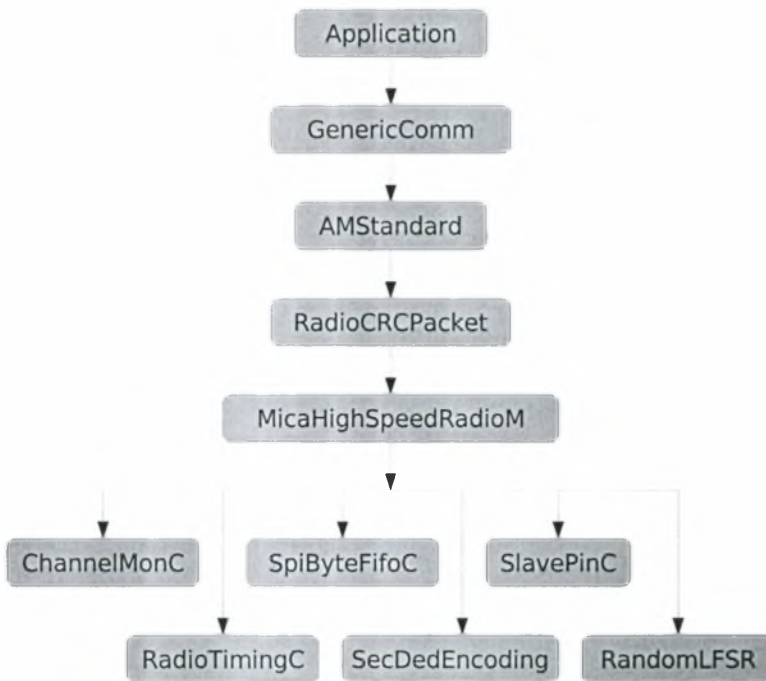 Application
GenericComm
AMStandard
RadioCRCPacket
MicaHighSpeedRadioM
ChannelMonC
SpiByteFifoC
SlavePinC
RadioTimingC
SecDedEncoding
RandomLFSR